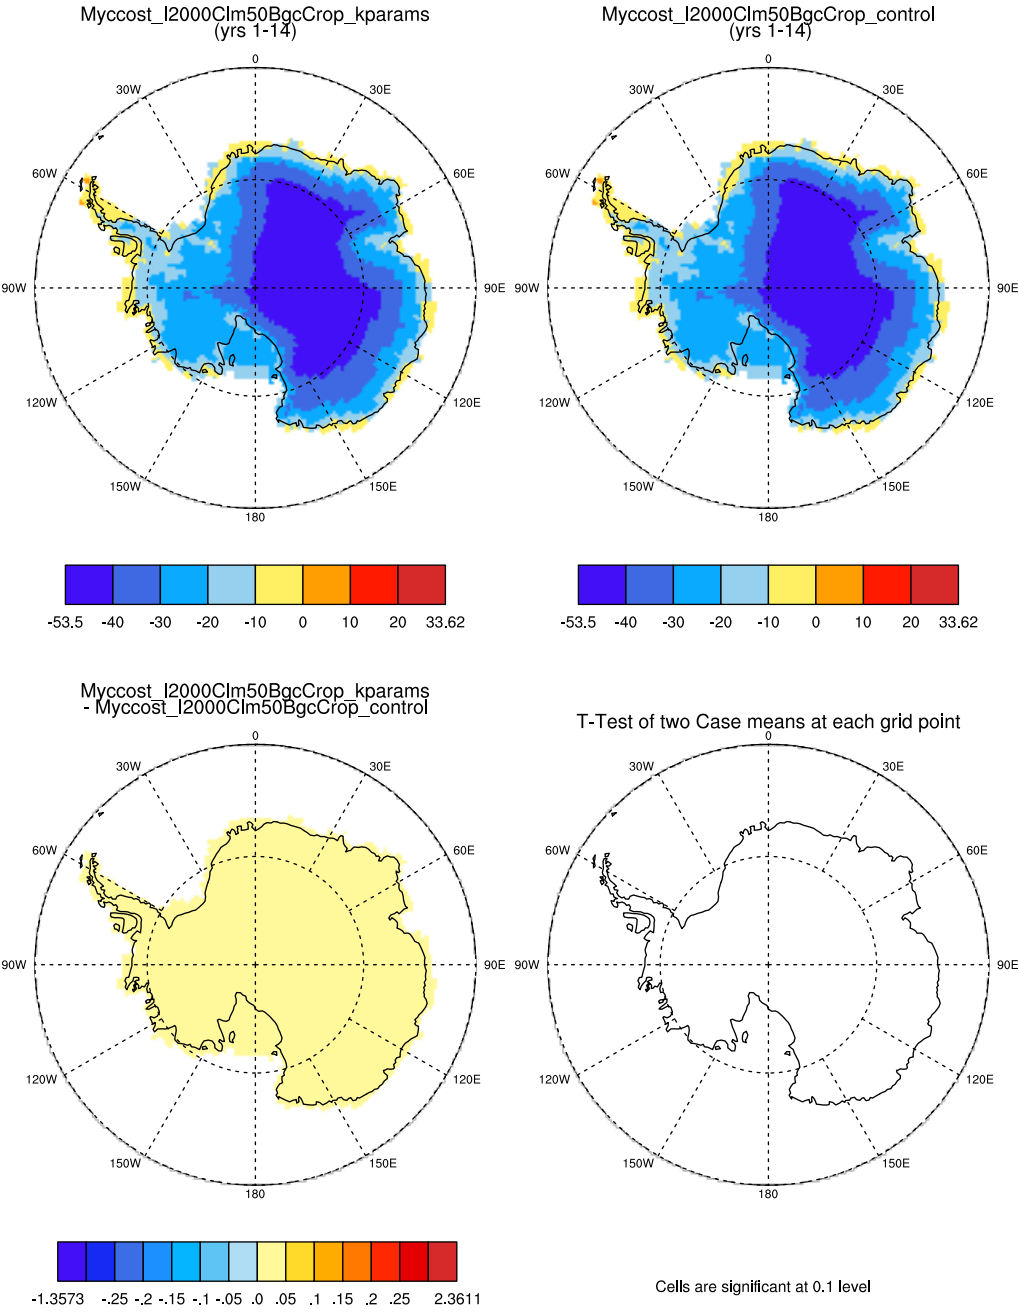 Myccost_I2000Clm50BgcCrop_kparams
(yrs 1-14)
0
30W
30E
60W
60E
90W
90E
120W
120E
150W
150E
180
-53.5 -40 -30 -20 -10 0 10 20 33.62
Myccost_I2000Clm50BgcCrop_control
(yrs 1-14)
0
30W
30E
60W
60E
90W
90E
120W
120E
150W
150E
180
-53.5 -40 -30 -20 -10 0 10 20 33.62
Myccost_I2000Clm50BgcCrop_kparams
- Myccost_I2000Clm50BgcCrop_control
0
30W
30E
60W
60E
90W
90E
120W
120E
150W
150E
180
-1.3573 -.25 -.2 -.15 -.1 -.05 .0 .05 .1 .15 .2 .25 2.3611
T-Test of two Case means at each grid point
0
30W
30E
60W
60E
90W
90E
120W
120E
150W
150E
180
Cells are significant at 0.1 level